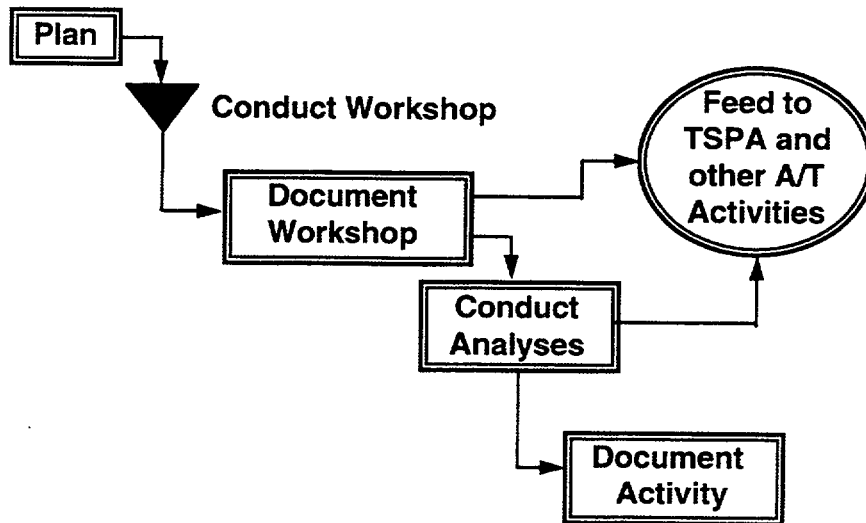 Plan
Conduct Workshop
Feed to
TSPA and
other A/T
Activities
Document
Workshop
Conduct
Analyses
Document
Activity